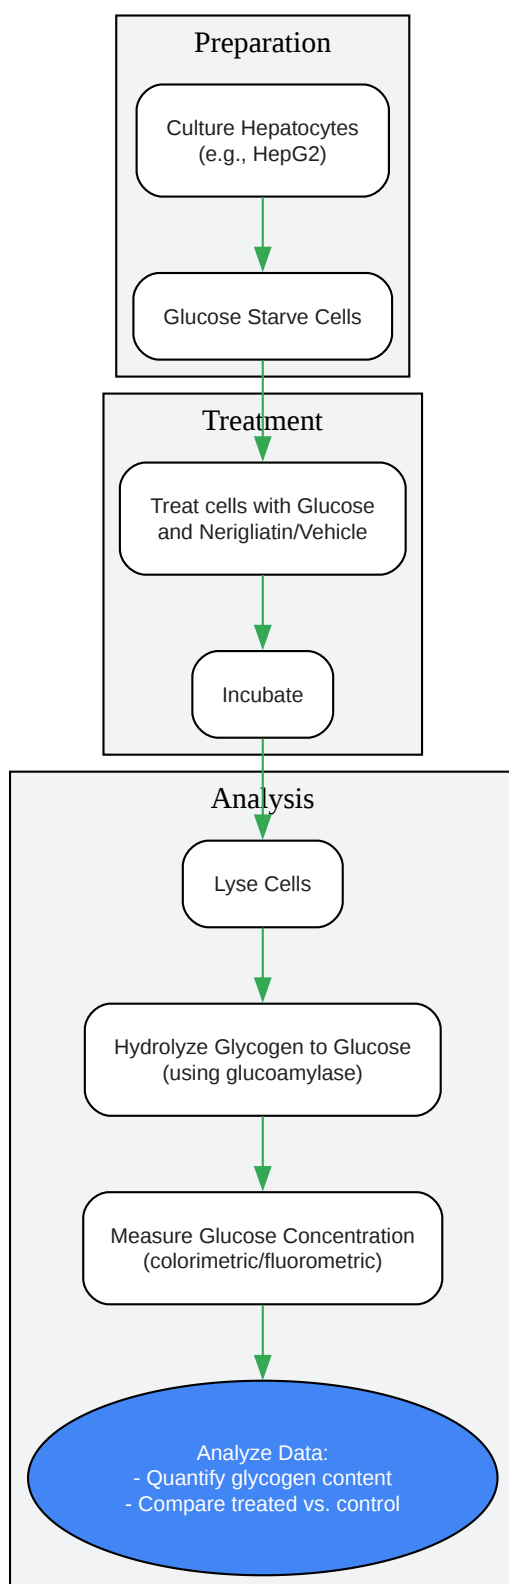 Preparation
Culture Hepatocytes
(e.g., HepG2)
Glucose Starve Cells
Treatment
Treat cells with Glucose
and Nerigliatin/Vehicle
Incubate
Analysis
Lyse Cells
Hydrolyze Glycogen to Glucose
(using glucoamylase)
Measure Glucose Concentration
(colorimetric/fluorometric)
Analyze Data:
- Quantify glycogen content
- Compare treated vs. control